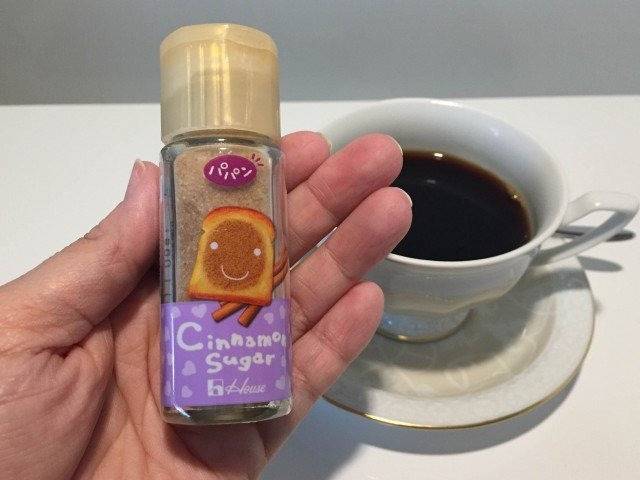 パパン
Cinnamon
Sugar
House